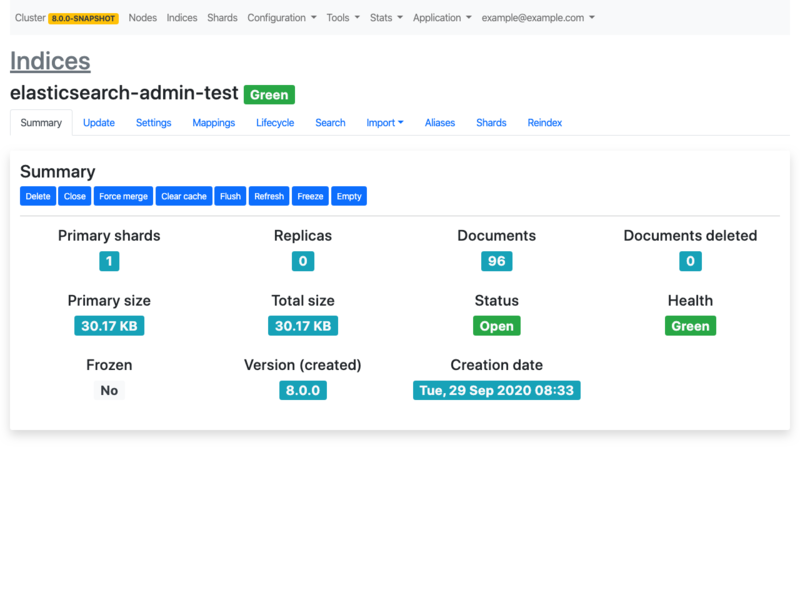 Cluster 8.0.0-SNAPSHOT Nodes Indices Shards Configuration Tools Stats Application example@example.com
Indices
elasticsearch-admin-test Green
Summary Update Settings Mappings Lifecycle Search Import Aliases Shards Reindex
Summary
Delete Close Force merge Clear cache Flush Refresh Freeze Empty
Primary shards Replicas Documents Documents deleted
1 0 96 0
Primary size Total size Status Health
30.17 KB 30.17 KB Open Green
Frozen Version (created) Creation date
No 8.0.0 Tue, 29 Sep 2020 08:33